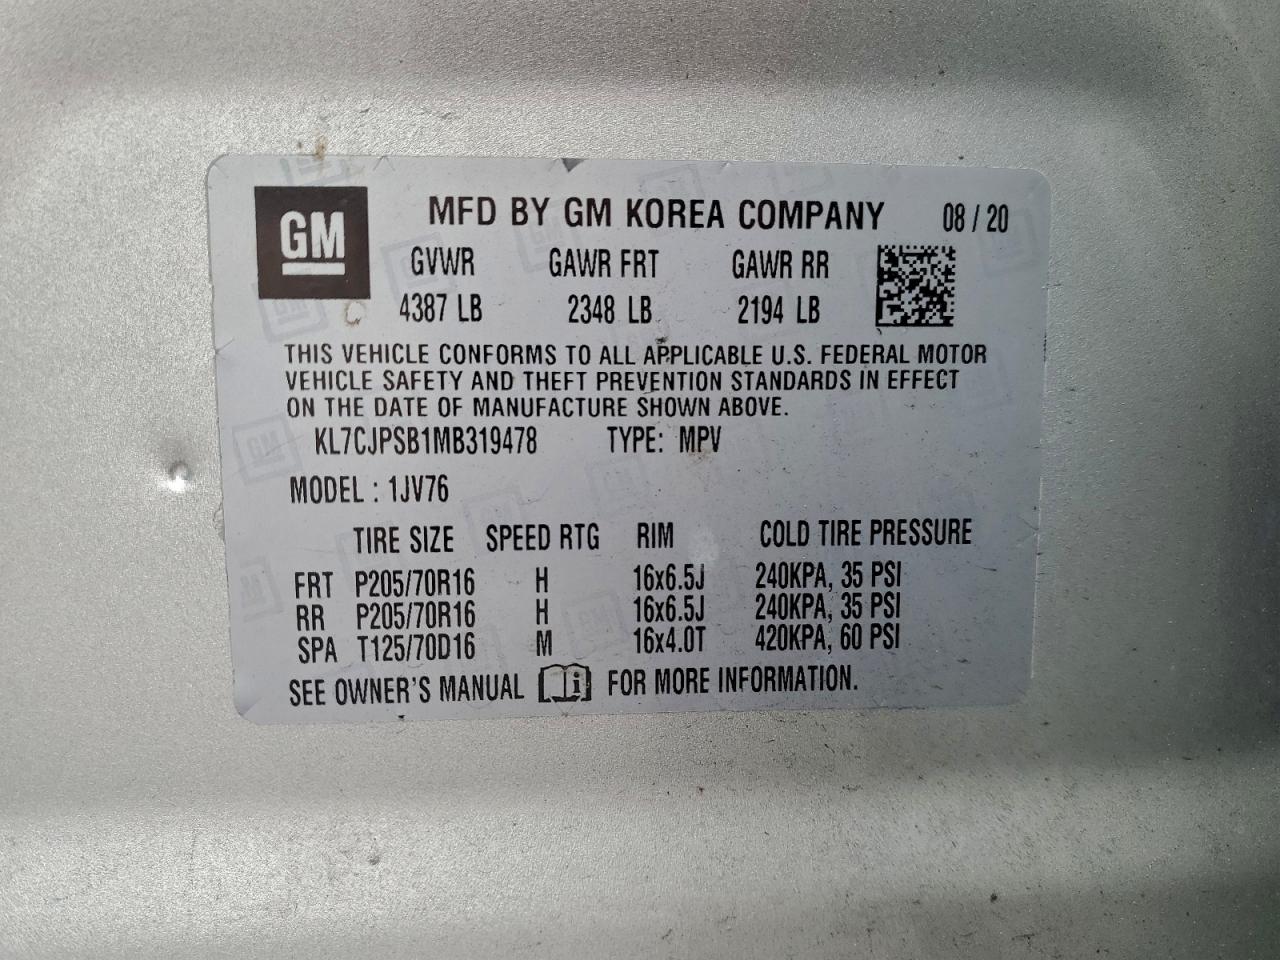 GM MFD BY GM KOREA COMPANY 08 / 20
GVWR GAWR FRT GAWR RR
4387 LB 2348 LB 2194 LB
THIS VEHICLE CONFORMS TO ALL APPLICABLE U.S. FEDERAL MOTOR
VEHICLE SAFETY AND THEFT PREVENTION STANDARDS IN EFFECT
ON THE DATE OF MANUFACTURE SHOWN ABOVE.
KL7CJPSB1MB319478 TYPE: MPV
MODEL : 1JV76
TIRE SIZE SPEED RTG RIM COLD TIRE PRESSURE
FRT P205/70R16 H 16x6.5J 240KPA, 35 PSI
RR P205/70R16 H 16x6.5J 240KPA, 35 PSI
SPA T125/70D16 M 16x4.0T 420KPA, 60 PSI
SEE OWNER'S MANUAL i FOR MORE INFORMATION.